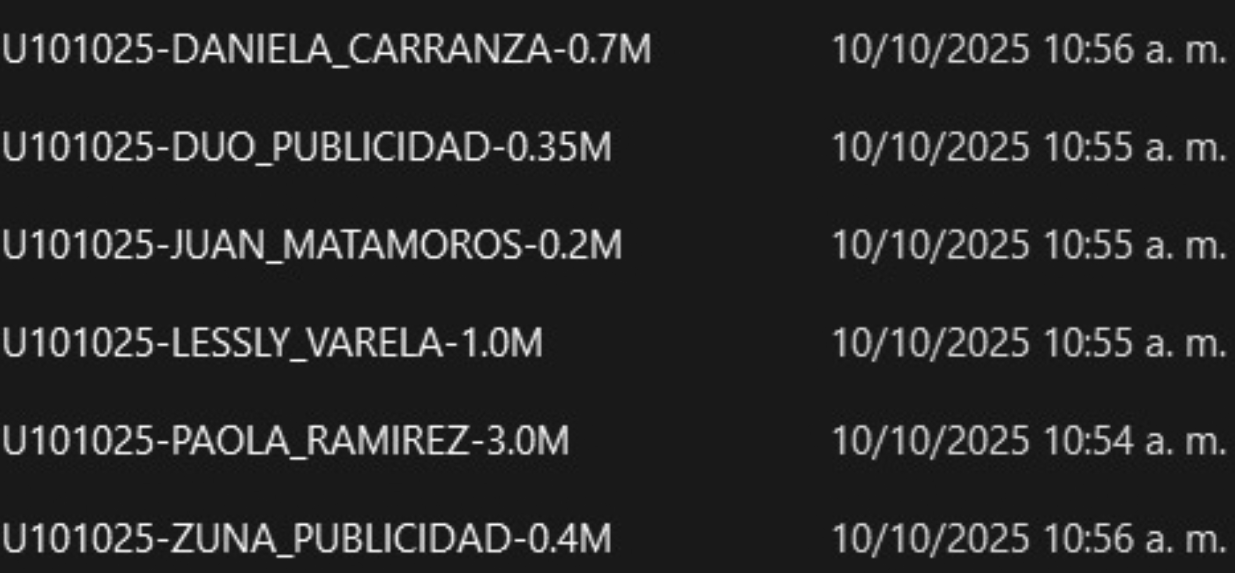 U101025-DANIELA_CARRANZA-0.7M 10/10/2025 10:56 a. m.
U101025-DUO_PUBLICIDAD-0.35M 10/10/2025 10:55 a. m.
U101025-JUAN_MATAMOROS-0.2M 10/10/2025 10:55 a. m.
U101025-LESSLY_VARELA-1.0M 10/10/2025 10:55 a. m.
U101025-PAOLA_RAMIREZ-3.0M 10/10/2025 10:54 a. m.
U101025-ZUNA_PUBLICIDAD-0.4M 10/10/2025 10:56 a. m.